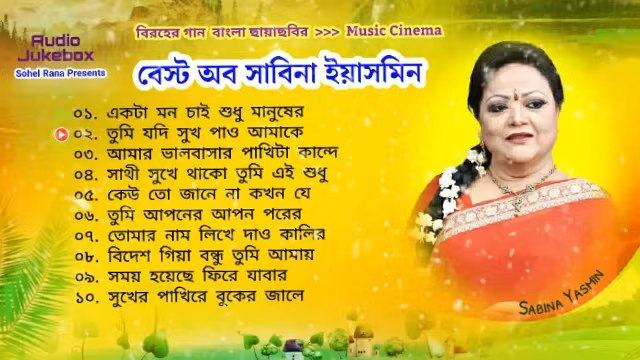 Audio
Jukebox
Sohel Rana Presents
বিরহের গান বাংলা ছায়াছবির >>> Music Cinema
বেস্ট অব সাবিনা ইয়াসমিন
০১. একটা মন চাই শুধু মানুষের
০২. তুমি যদি সুখ পাও আমাকে
০৩. আমার ভালবাসার পাখিটা কান্দে
০৪. সাথী সুখে থাকো তুমি এই শুধু
০৫. কেউ তো জানে না কখন যে
০৬. তুমি আপনের আপন পরের
০৭. তোমার নাম লিখে দাও কালির
০৮. বিদেশ গিয়া বন্ধু তুমি আমায়
০৯. সময় হয়েছে ফিরে যাবার
১০. সুখের পাখিরে বুকের জালে
SABINA YASMIN